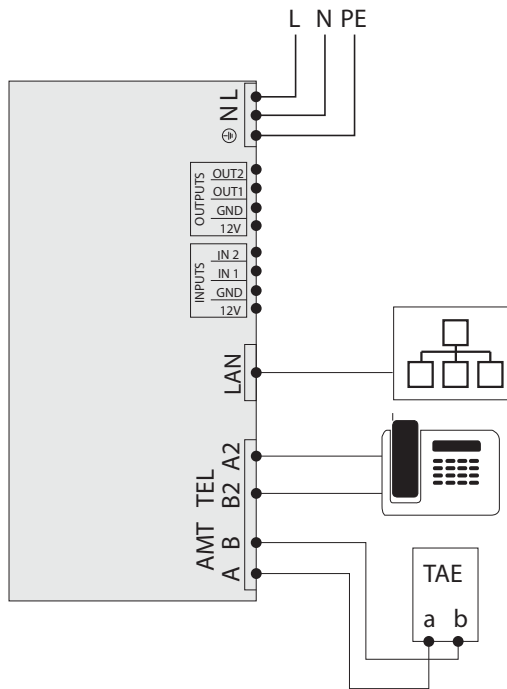 L N PE
N L
OUTPUTS
OUT2
OUT1
GND
12V
INPUTS
IN 2
IN 1
GND
12V
LAN
TEL
A2
B2
AMT
B
A
TAE
a b